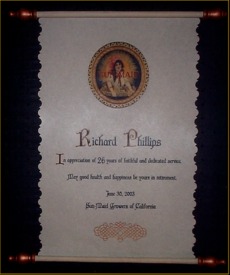 Richard Phillips
In appreciation of 26 years of faithful and dedicated service.
May good health and happiness be yours in retirement.
June 30, 2003
Sun-Maid Growers of California